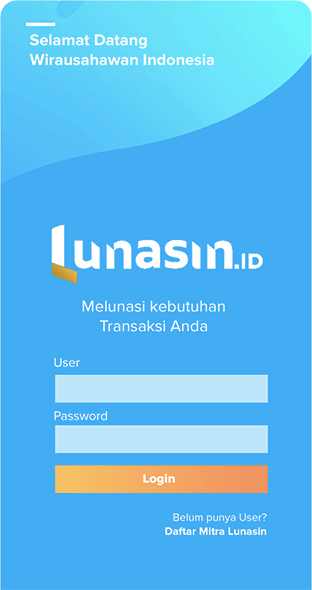 Selamat Datang
Wirausahawan Indonesia
Lunasin.ID
Melunasi kebutuhan
Transaksi Anda
User
Password
Login
Belum punya User?
Daftar Mitra Lunasin